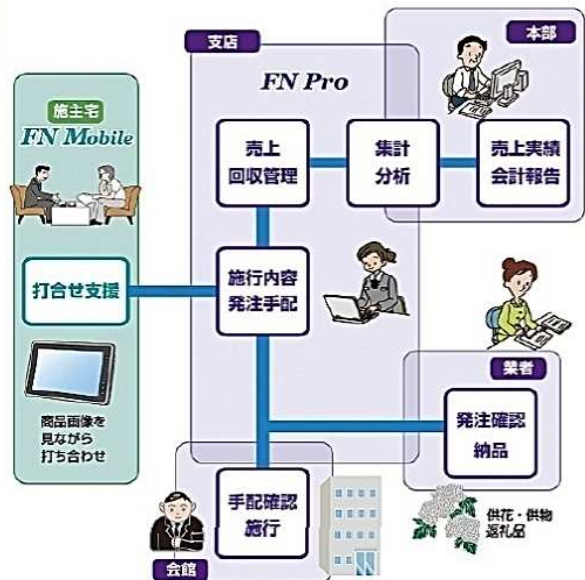 支店
本部
FN Pro
施主宅
FN Mobile
売上
回収管理
集計
分析
売上実績
会計報告
打合せ支援
施行内容
発注手配
商品画像を
見ながら
打ち合わせ
業者
発注確認
納品
手配確認
施行
会館
供花・供物
返礼品